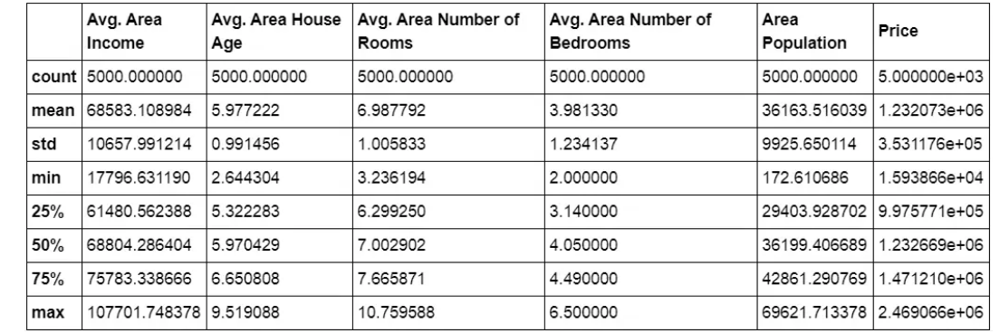 Avg. Area Income Avg. Area House Age Avg. Area Number of Rooms Avg. Area Number of Bedrooms Area Population Price
count 5000.000000 5000.000000 5000.000000 5000.000000 5000.000000 5.000000e+03
mean 68583.108984 5.977222 6.987792 3.981330 36163.516039 1.232073e+06
std 10657.991214 0.991456 1.005833 1.234137 9925.650114 3.531176e+05
min 17796.631190 2.644304 3.236194 2.000000 172.610686 1.593866e+04
25% 61480.562388 5.322283 6.299250 3.140000 29403.928702 9.975771e+05
50% 68804.286404 5.970429 7.002902 4.050000 36199.406689 1.232669e+06
75% 75783.338666 6.650808 7.665871 4.490000 42861.290769 1.471210e+06
max 107701.748378 9.519088 10.759588 6.500000 69621.713378 2.469066e+06